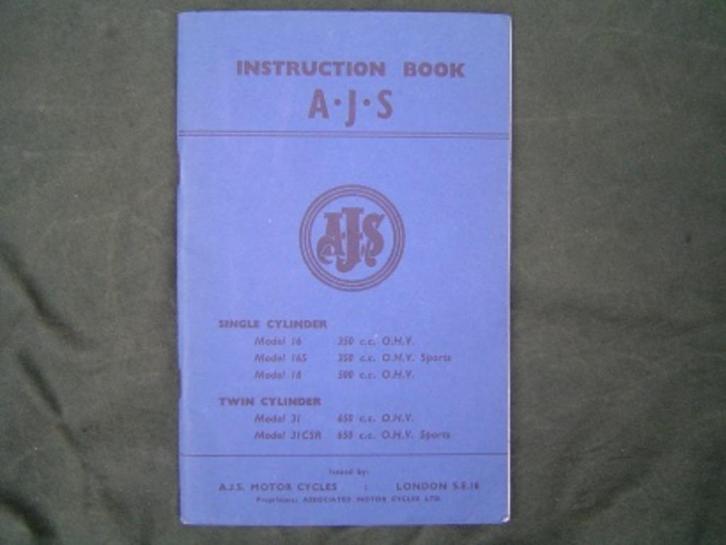 INSTRUCTION BOOK
A·J·S
AJS
SINGLE CYLINDER
Model 16 350 c.c. O.H.V.
Model 16S 350 c.c. O.H.V. Sports
Model 18 500 c.c. O.H.V.
TWIN CYLINDER
Model 31 650 c.c. O.H.V.
Model 31CSR 650 c.c. O.H.V. Sports
Issued by:
A.J.S. MOTOR CYCLES : LONDON S.E.18
Proprietors: ASSOCIATED MOTOR CYCLES LTD.